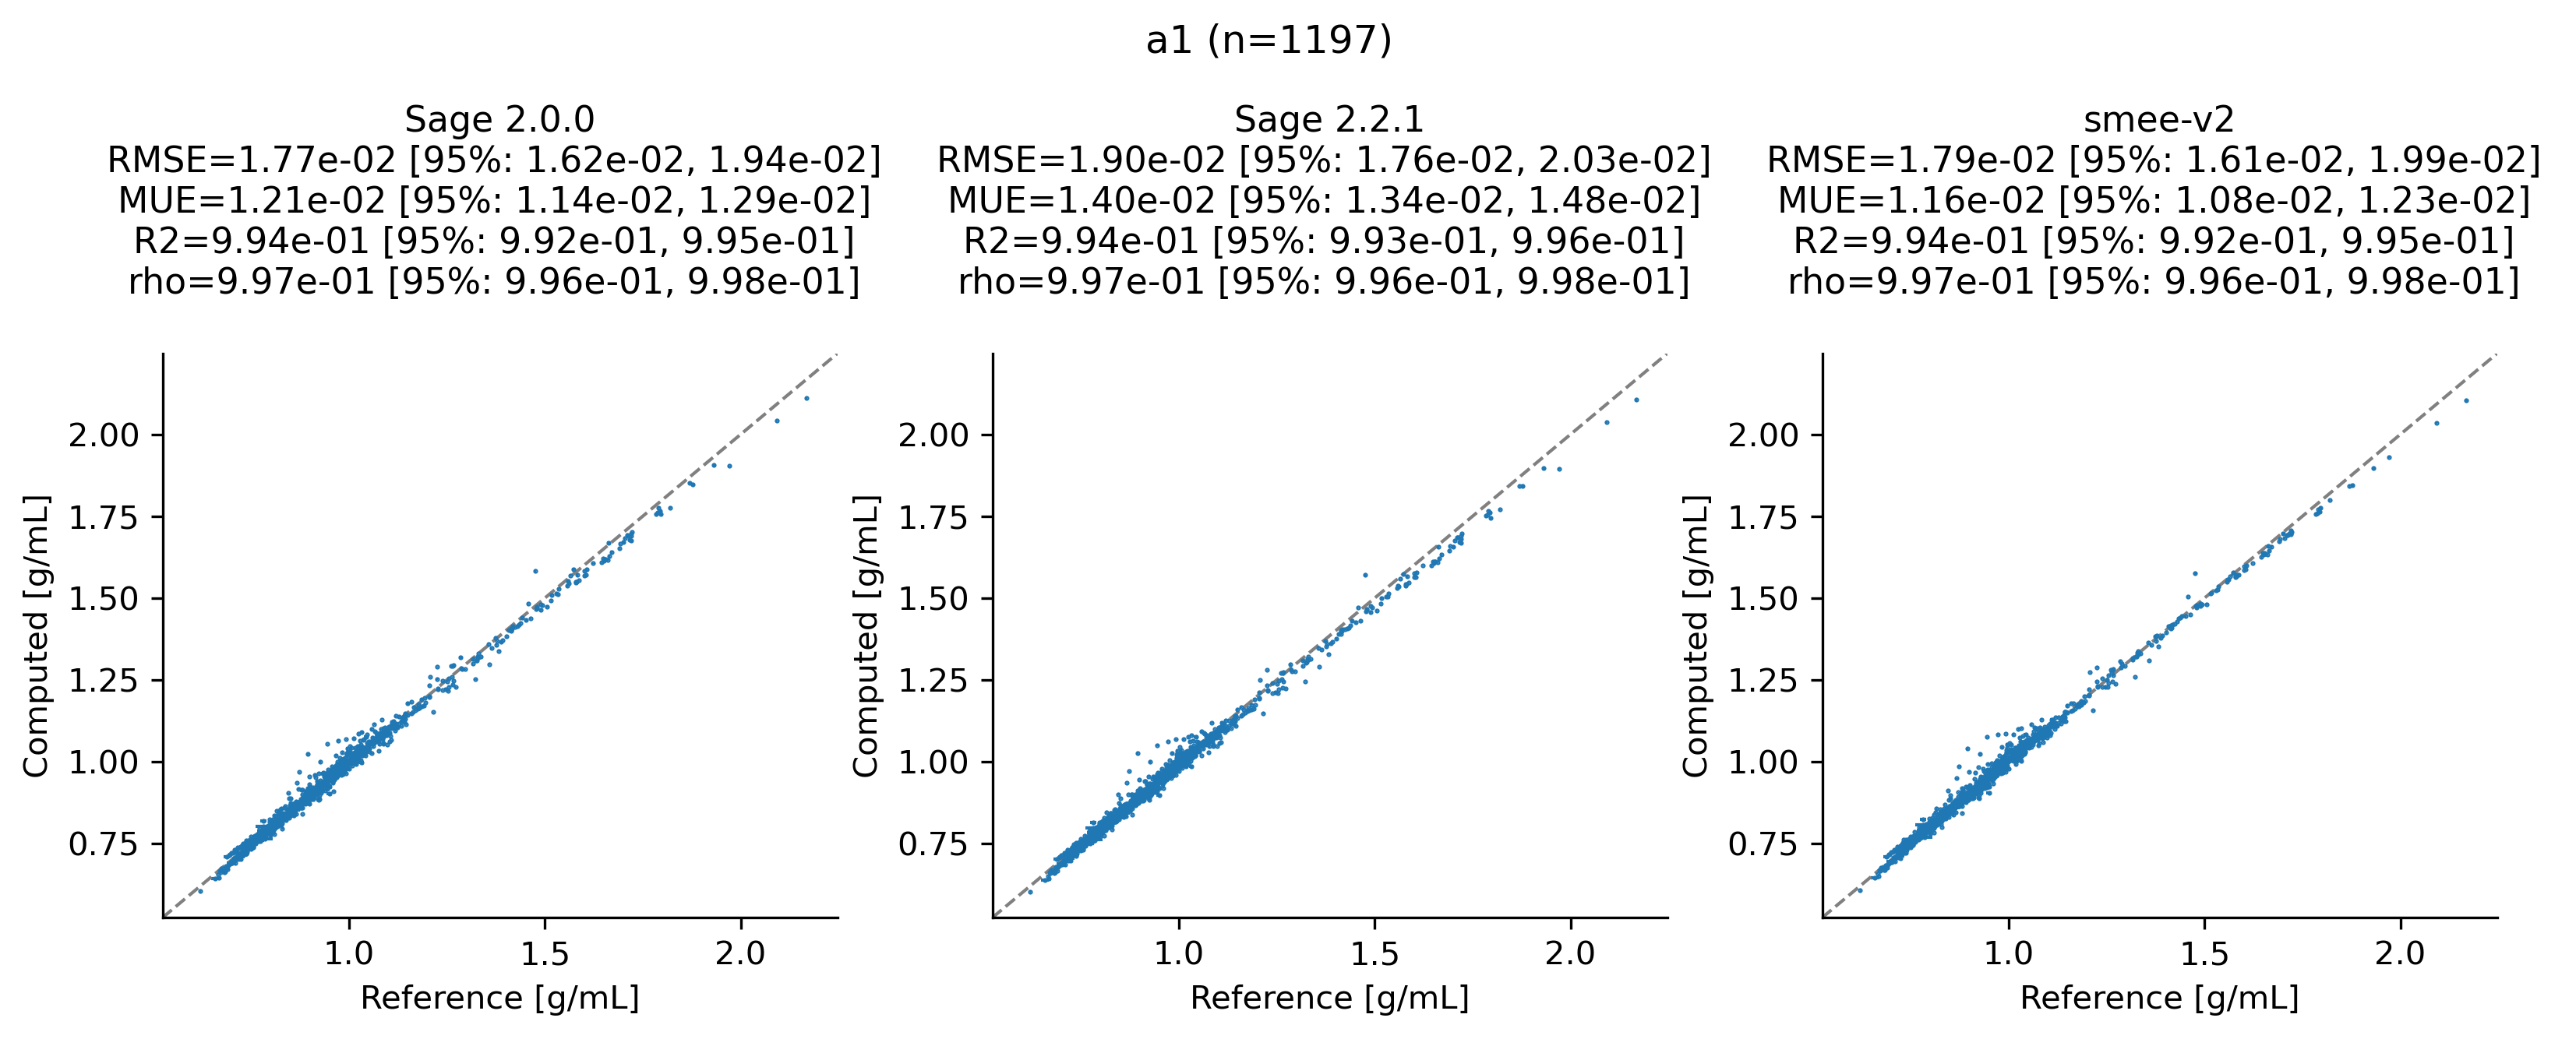 a1 (n=1197)
Sage 2.0.0
RMSE=1.77e-02 [95%: 1.62e-02, 1.94e-02]
MUE=1.21e-02 [95%: 1.14e-02, 1.29e-02]
R2=9.94e-01 [95%: 9.92e-01, 9.95e-01]
rho=9.97e-01 [95%: 9.96e-01, 9.98e-01]
Computed [g/mL]
2.00
1.75
1.50
1.25
1.00
0.75
1.0 1.5 2.0
Reference [g/mL]
Sage 2.2.1
RMSE=1.90e-02 [95%: 1.76e-02, 2.03e-02]
MUE=1.40e-02 [95%: 1.34e-02, 1.48e-02]
R2=9.94e-01 [95%: 9.93e-01, 9.96e-01]
rho=9.97e-01 [95%: 9.96e-01, 9.98e-01]
Computed [g/mL]
2.00
1.75
1.50
1.25
1.00
0.75
1.0 1.5 2.0
Reference [g/mL]
smee-v2
RMSE=1.79e-02 [95%: 1.61e-02, 1.99e-02]
MUE=1.16e-02 [95%: 1.08e-02, 1.23e-02]
R2=9.94e-01 [95%: 9.92e-01, 9.95e-01]
rho=9.97e-01 [95%: 9.96e-01, 9.98e-01]
Computed [g/mL]
2.00
1.75
1.50
1.25
1.00
0.75
1.0 1.5 2.0
Reference [g/mL]